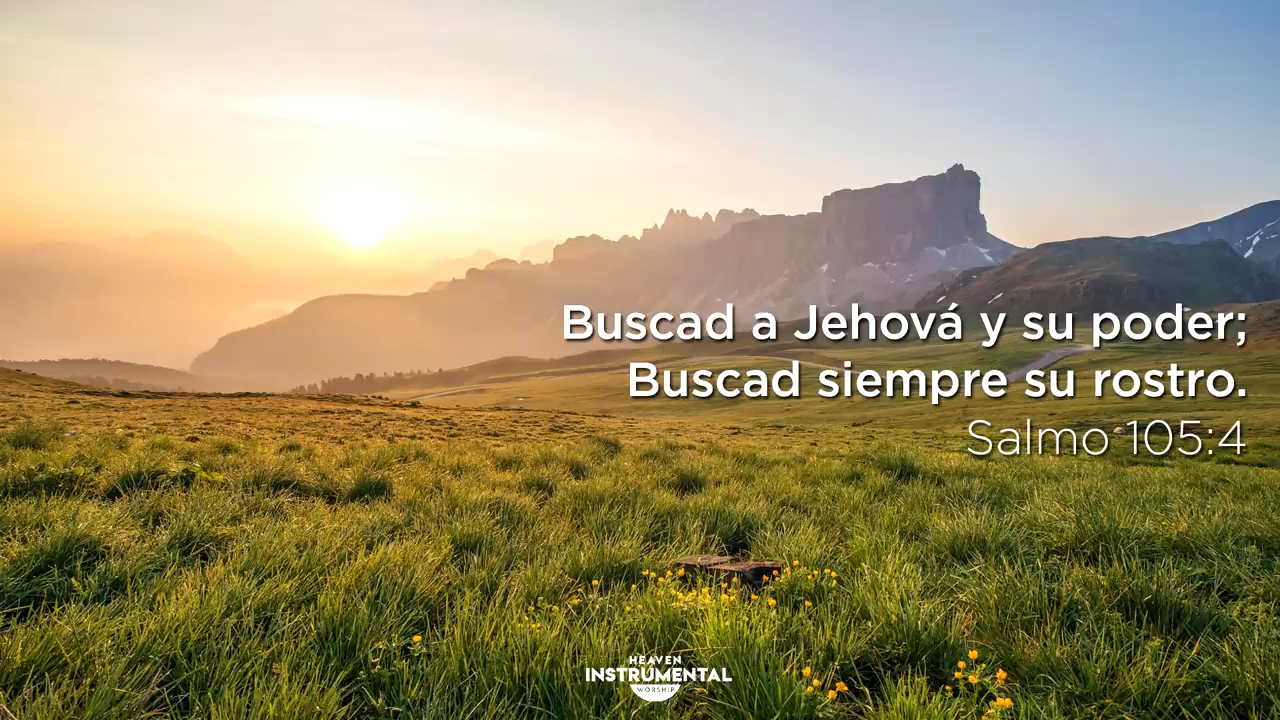 Buscad a Jehová y su poder;
Buscad siempre su rostro.
Salmo 105:4
HEAVEN
INSTRUMENTAL
WORSHIP